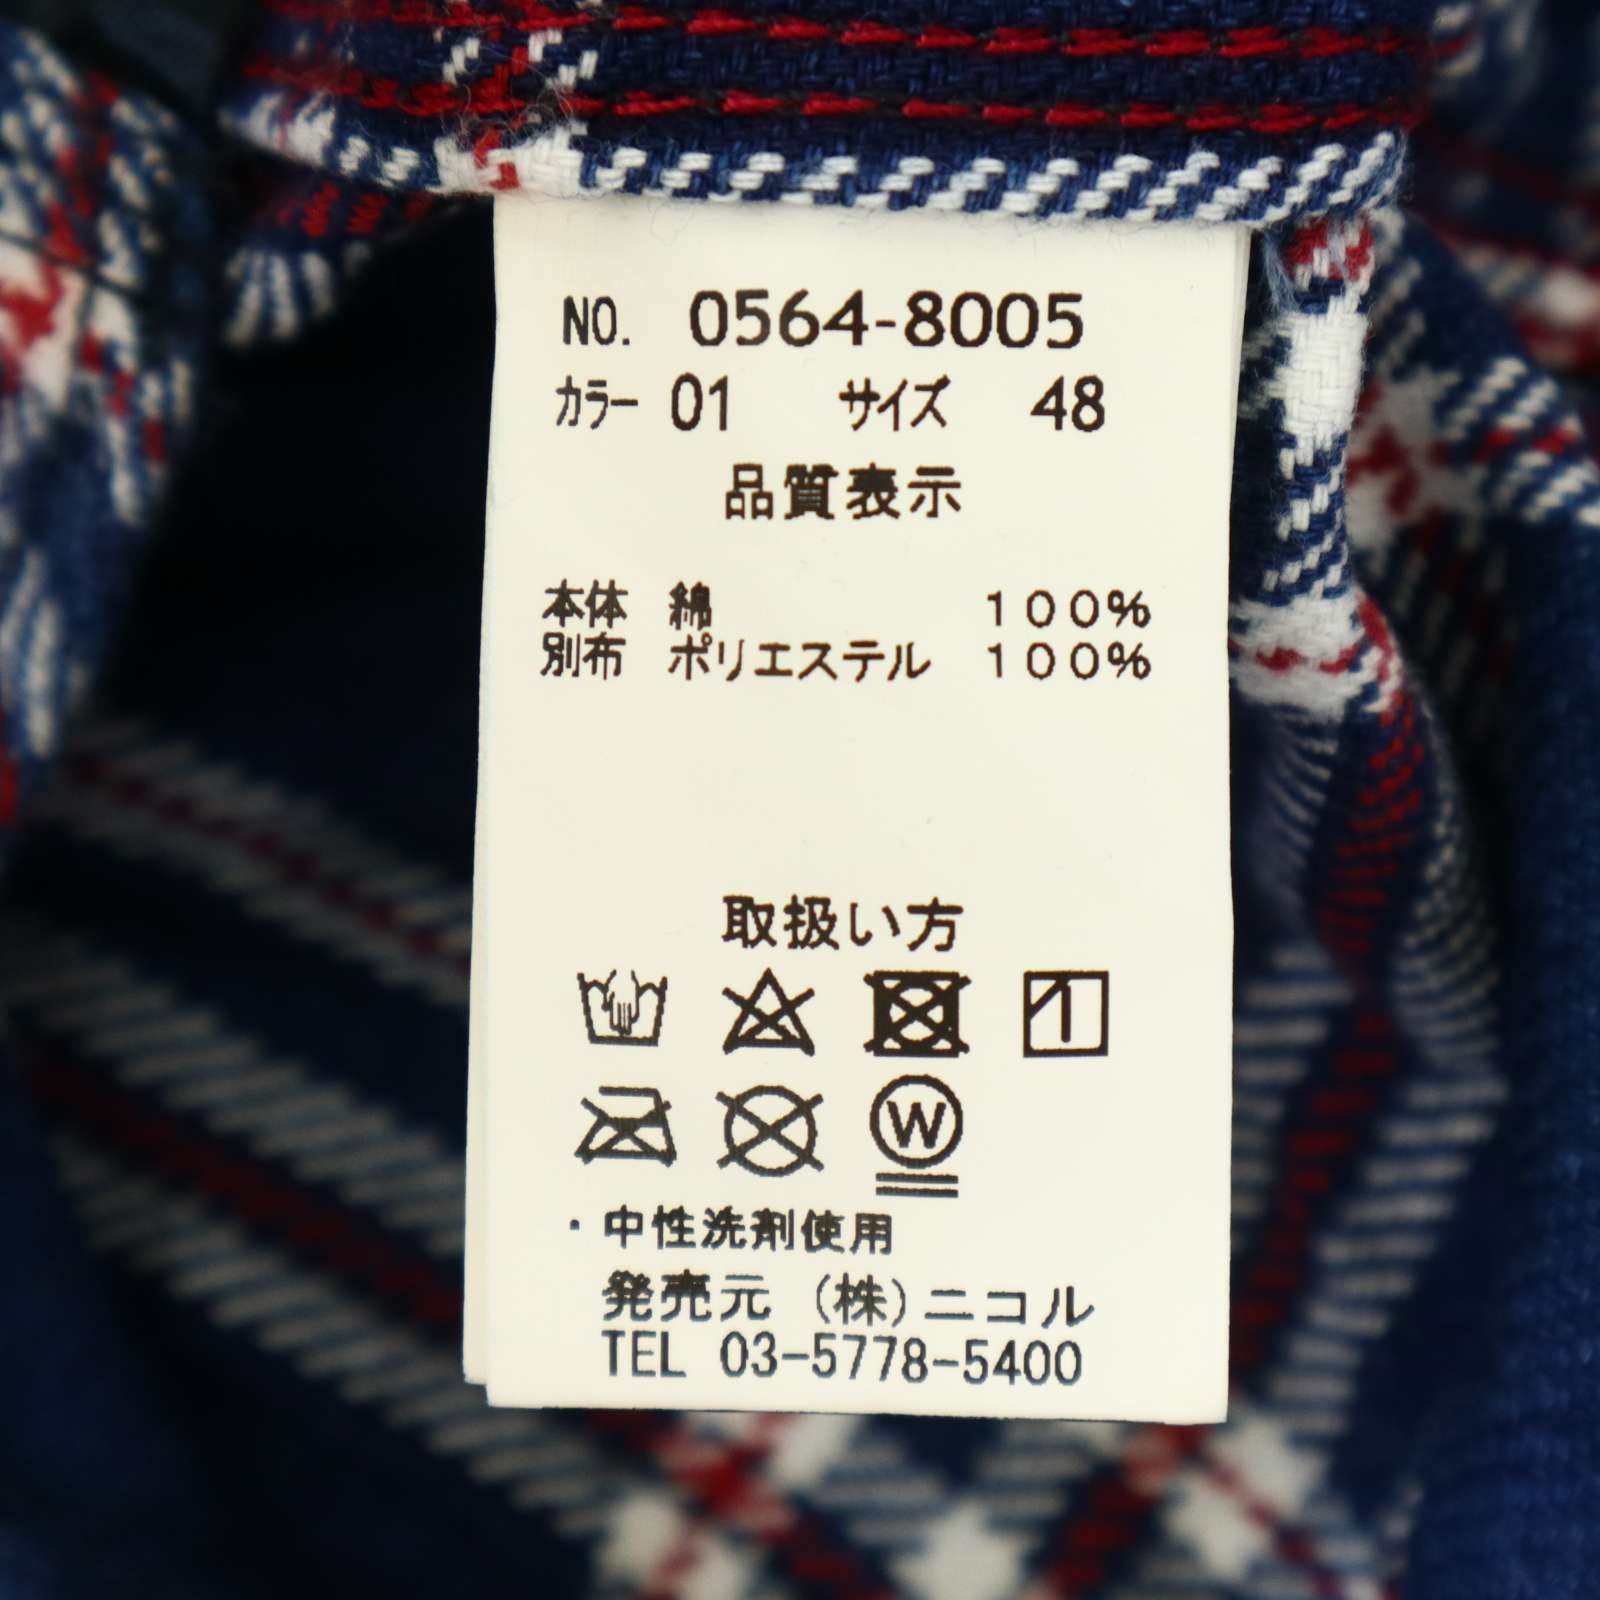 NO. 0564-8005
カラー 01 サイズ 48
品質表示
本体 綿 100%
別布 ポリエステル 100%
取扱い方
W
・中性洗剤使用
発売元 (株)ニコル
TEL 03-5778-5400